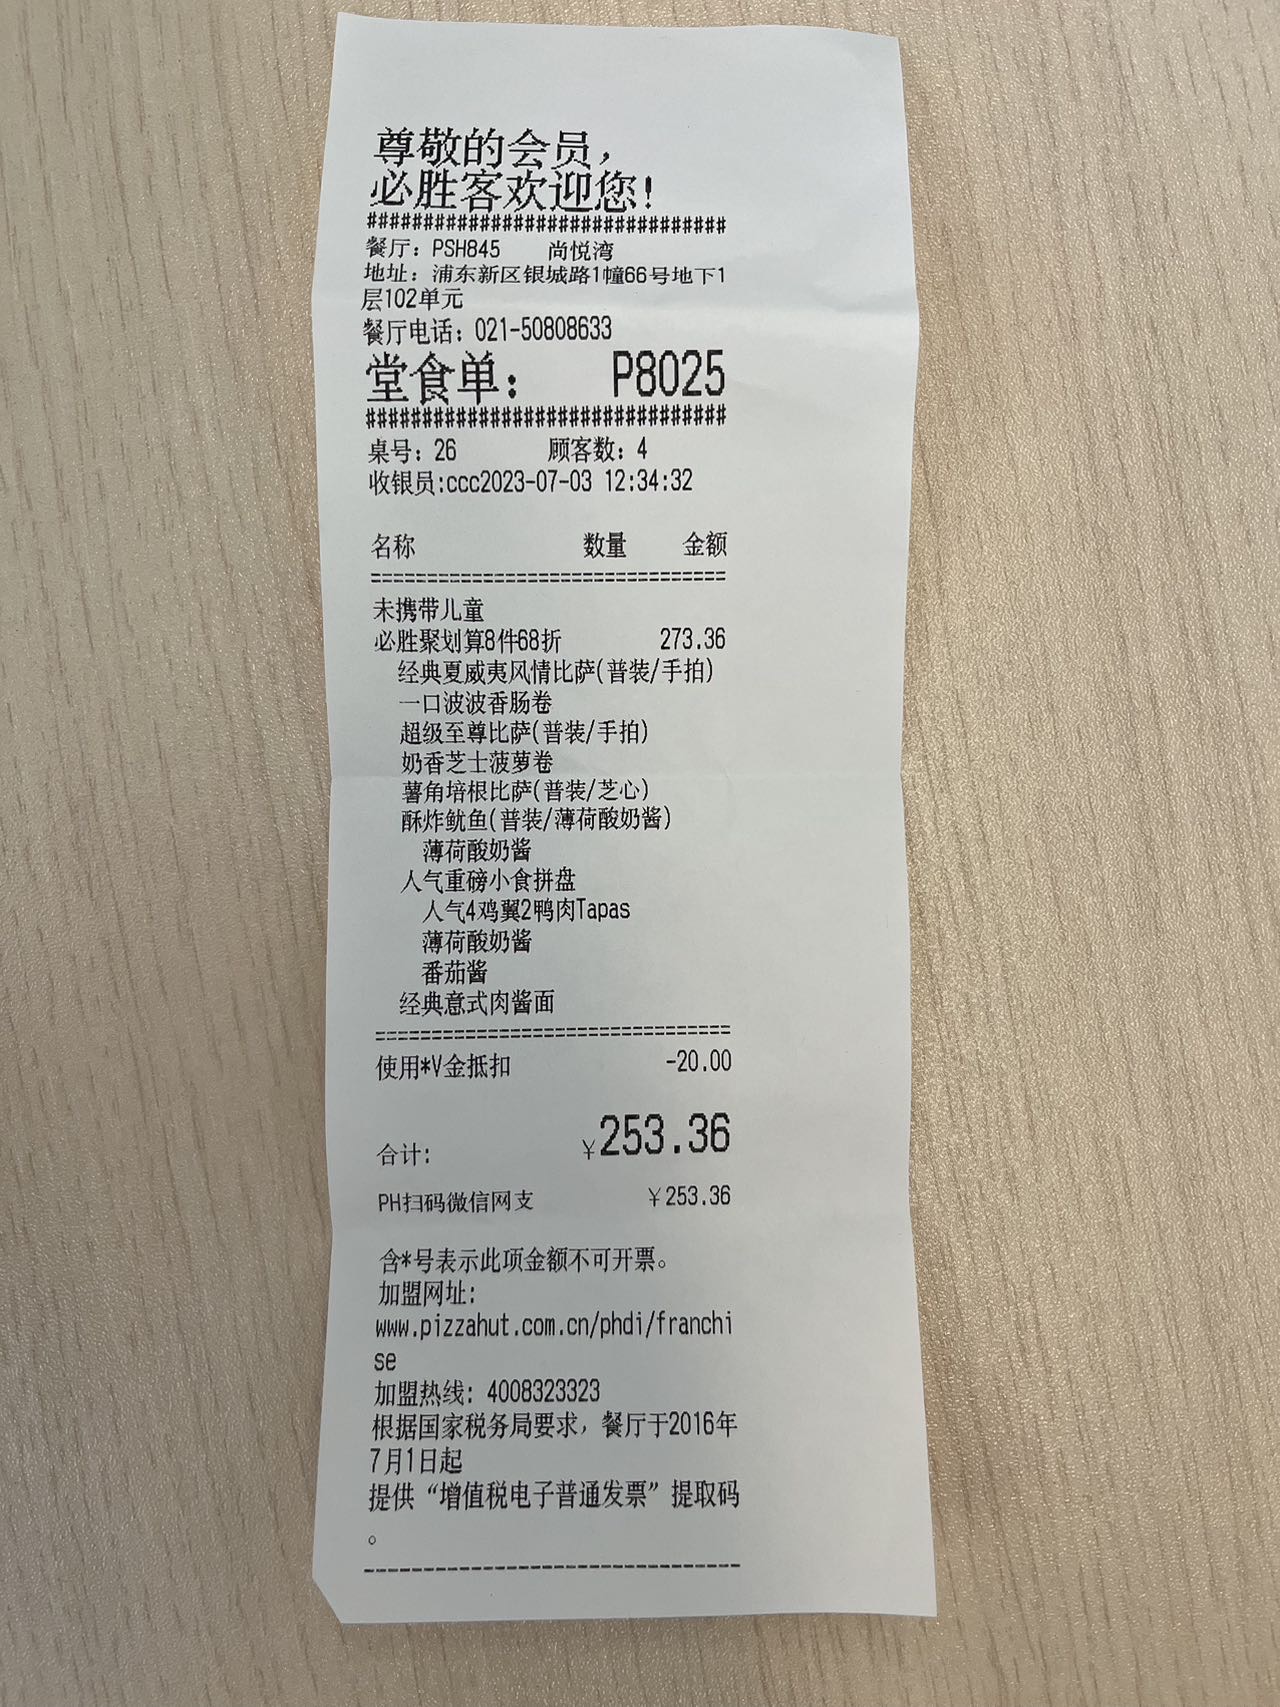 尊敬的会员，
必胜客欢迎您!
################################
餐厅: PSH845 尚悦湾
地址: 浦东新区银城路1幢66号地下1
层102单元
餐厅电话: 021-50808633
堂食单: P8025
################################
桌号: 26 顾客数: 4
收银员:ccc2023-07-03 12:34:32
名称 数量 金额
================================
未携带儿童
必胜聚划算8件68折 273.36
经典夏威夷风情比萨(普装/手拍)
一口波波香肠卷
超级至尊比萨(普装/手拍)
奶香芝士菠萝卷
薯角培根比萨(普装/芝心)
酥炸鱿鱼(普装/薄荷酸奶酱)
薄荷酸奶酱
人气重磅小食拼盘
人气4鸡翼2鸭肉Tapas
薄荷酸奶酱
番茄酱
经典意式肉酱面
================================
使用*V金抵扣 -20.00
合计: ¥253.36
PH扫码微信网支 ¥253.36
含*号表示此项金额不可开票。
加盟网址:
www.pizzahut.com.cn/phdi/franchi
se
加盟热线: 4008323323
根据国家税务局要求，餐厅于2016年
7月1日起
提供“增值税电子普通发票”提取码
。
--------------------------------